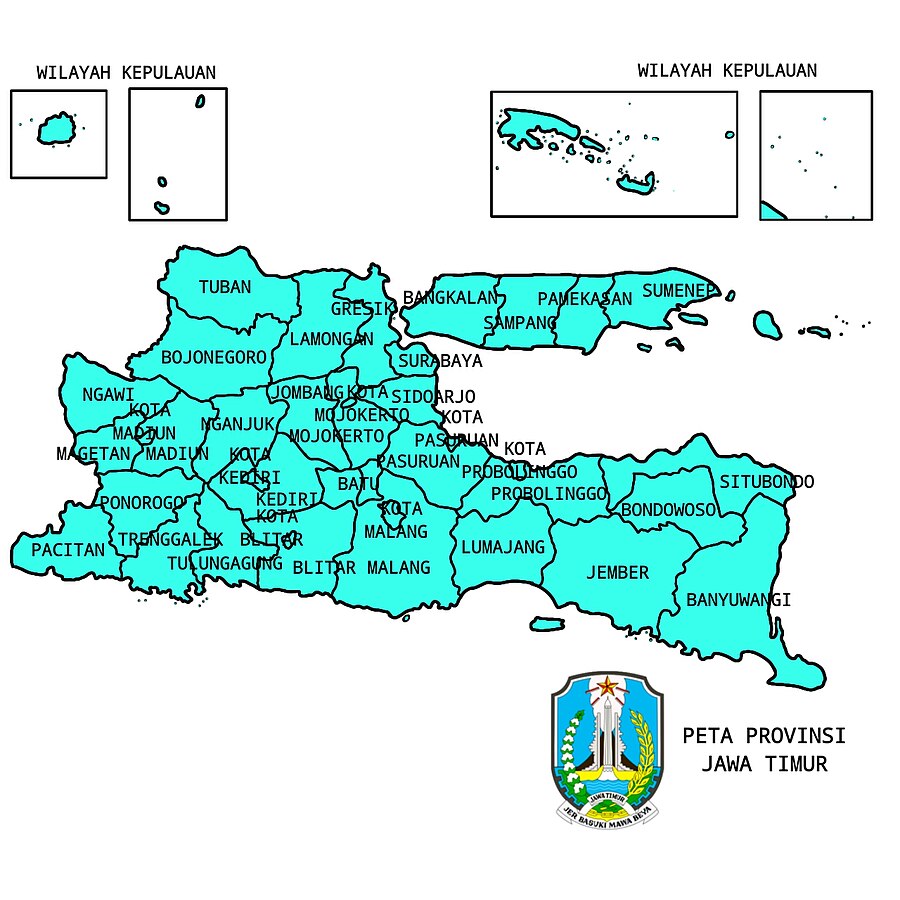 WILAYAH KEPULAUAN
WILAYAH KEPULAUAN
TUBAN
BANGKALAN
PAMEKASAN
SUMENEP
GRESIK
SAMPANG
LAMONGAN
BOJONEGORO
SURABAYA
NGAWI
JOMBANG
KOTA
MOJOKERTO
SIDOARJO
KOTA
MADIUN
NGANJUK
MOJOKERTO
KOTA
PASURUAN
MAGETAN
MADIUN
KOTA
KEDIRI
PASURUAN
KOTA
PROBOLINGGO
BATU
SITUBONDO
KEDIRI
PROBOLINGGO
PONOROGO
KOTA
BLITAR
KOTA
MALANG
BONDOWOSO
PACITAN
TRENGGALEK
LUMAJANG
TULUNGAGUNG
BLITAR
MALANG
JEMBER
BANYUWANGI
PETA PROVINSI
JAWA TIMUR
JAWA TIMUR
JER BASUKI MAWA BEYA